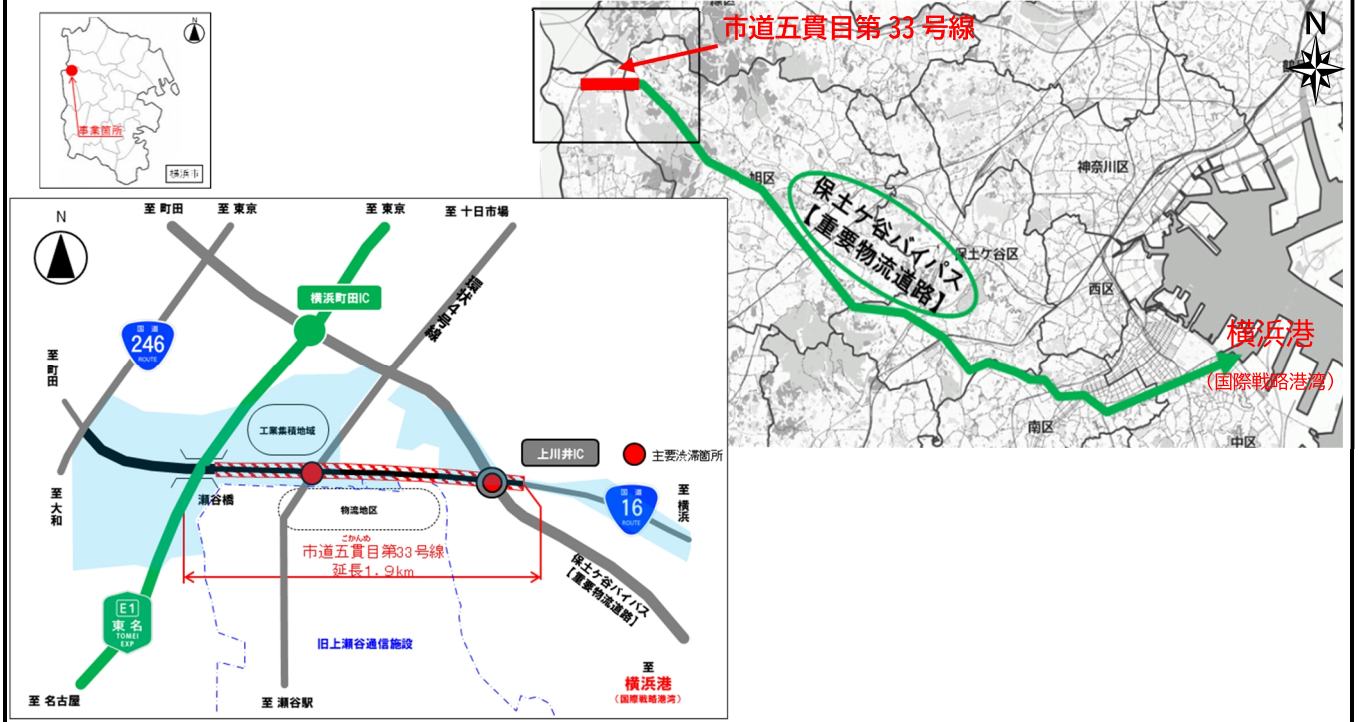 N
事業箇所
横浜市
緑区
市道五貫目第33号線
N
神奈川区
旭区
保土ケ谷バイパス
【重要物流道路】
保土ケ谷区
西区
横浜港
(国際戦略港湾)
南区
中区
N
至 町田
至 東京
至 東京
至 十日市場
横浜町田IC
環状4号線
国道
246
ROUTE
至 町田
工業集積地域
上川井IC
主要渋滞箇所
瀬谷橋
物流地区
国道
16
ROUTE
至 横浜
至 大和
ごかんめ
市道五貫目第33号線
延長1.9km
保土ケ谷バイパス
【重要物流道路】
E1
東名
TOMEI
EXP
旧上瀬谷通信施設
至
横浜港
(国際戦略港湾)
至 名古屋
至 瀬谷駅